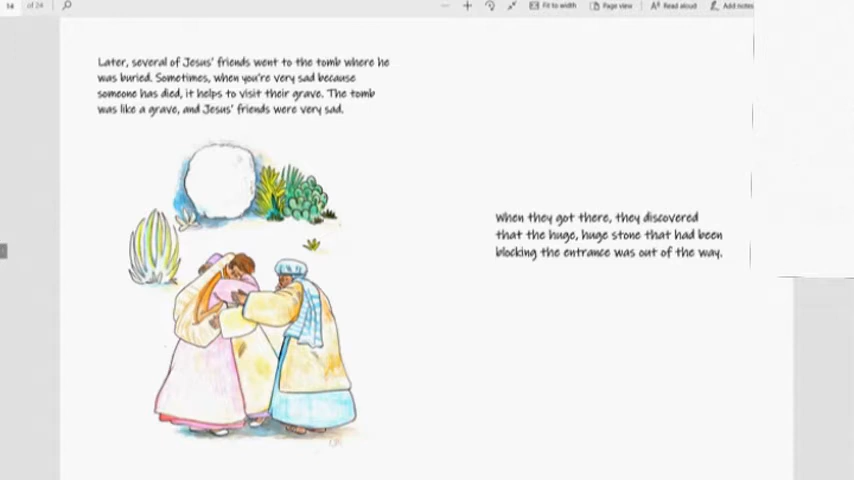 14 of 24 Fit to width Page view Read aloud Add notes
Later, several of Jesus' friends went to the tomb where he
was buried. Sometimes, when you're very sad because
someone has died, it helps to visit their grave. The tomb
was like a grave, and Jesus' friends were very sad.
When they got there, they discovered
that the huge, huge stone that had been
blocking the entrance was out of the way.